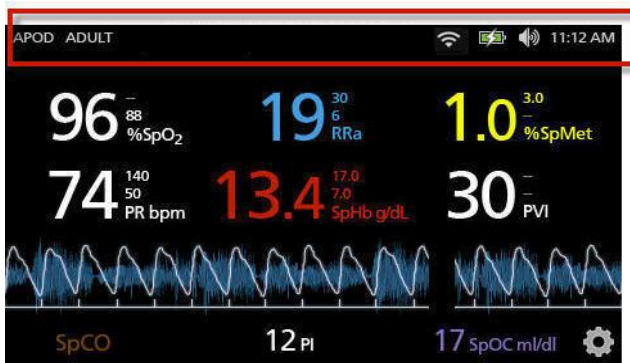 APOD ADULT 11:12 AM
96 -- 88 %SpO2
19 30 6 RRa
1.0 3.0 -- %SpMet
74 140 50 PR bpm
13.4 17.0 7.0 SpHb g/dL
30 -- -- PVI
SpCO 12 PI 17 SpOC ml/dl